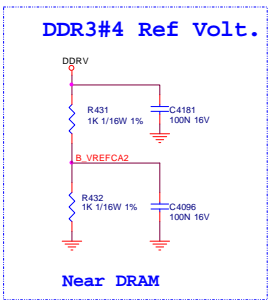 DDR3#4 Ref Volt.
DDRV
R431
1K 1/16W 1%
C4181
100N 16V
B_VREFCA2
R432
1K 1/16W 1%
C4096
100N 16V
Near DRAM